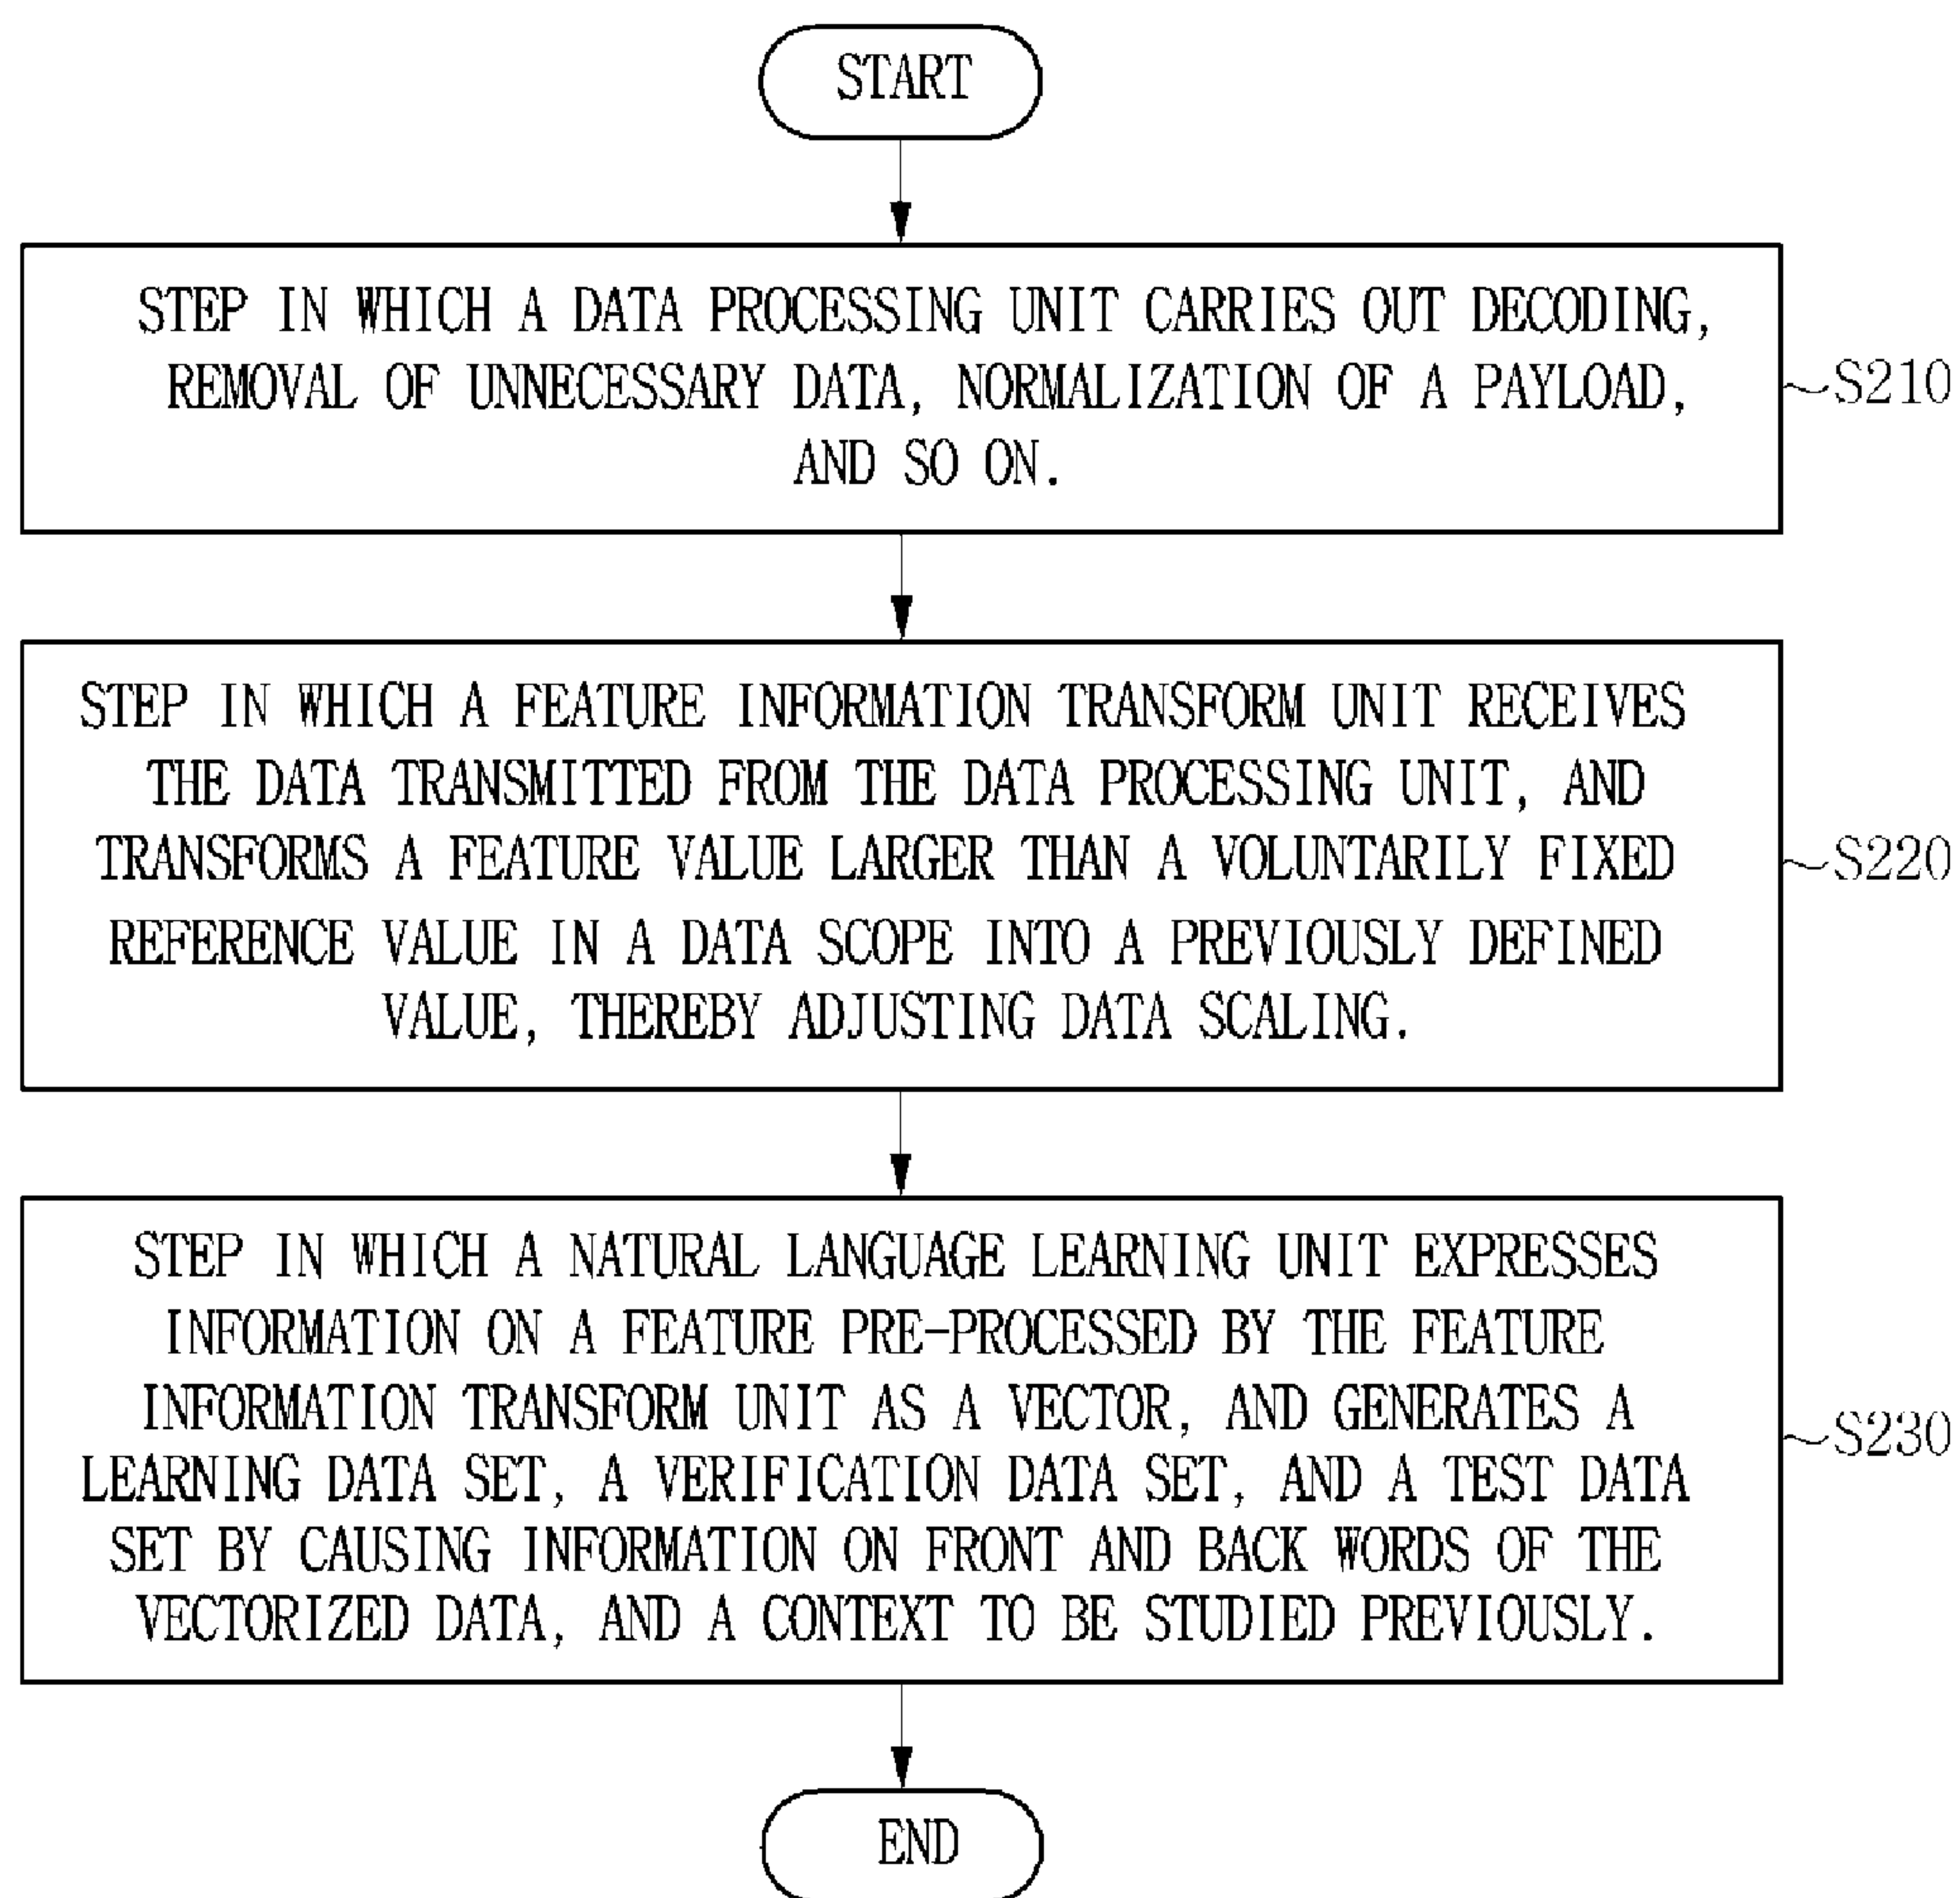 START
STEP IN WHICH A DATA PROCESSING UNIT CARRIES OUT DECODING,
REMOVAL OF UNNECESSARY DATA, NORMALIZATION OF A PAYLOAD,
AND SO ON.
S210
STEP IN WHICH A FEATURE INFORMATION TRANSFORM UNIT RECEIVES
THE DATA TRANSMITTED FROM THE DATA PROCESSING UNIT, AND
TRANSFORMS A FEATURE VALUE LARGER THAN A VOLUNTARILY FIXED
REFERENCE VALUE IN A DATA SCOPE INTO A PREVIOUSLY DEFINED
VALUE, THEREBY ADJUSTING DATA SCALING.
S220
STEP IN WHICH A NATURAL LANGUAGE LEARNING UNIT EXPRESSES
INFORMATION ON A FEATURE PRE-PROCESSED BY THE FEATURE
INFORMATION TRANSFORM UNIT AS A VECTOR, AND GENERATES A
LEARNING DATA SET, A VERIFICATION DATA SET, AND A TEST DATA
SET BY CAUSING INFORMATION ON FRONT AND BACK WORDS OF THE
VECTORIZED DATA, AND A CONTEXT TO BE STUDIED PREVIOUSLY.
S230
END